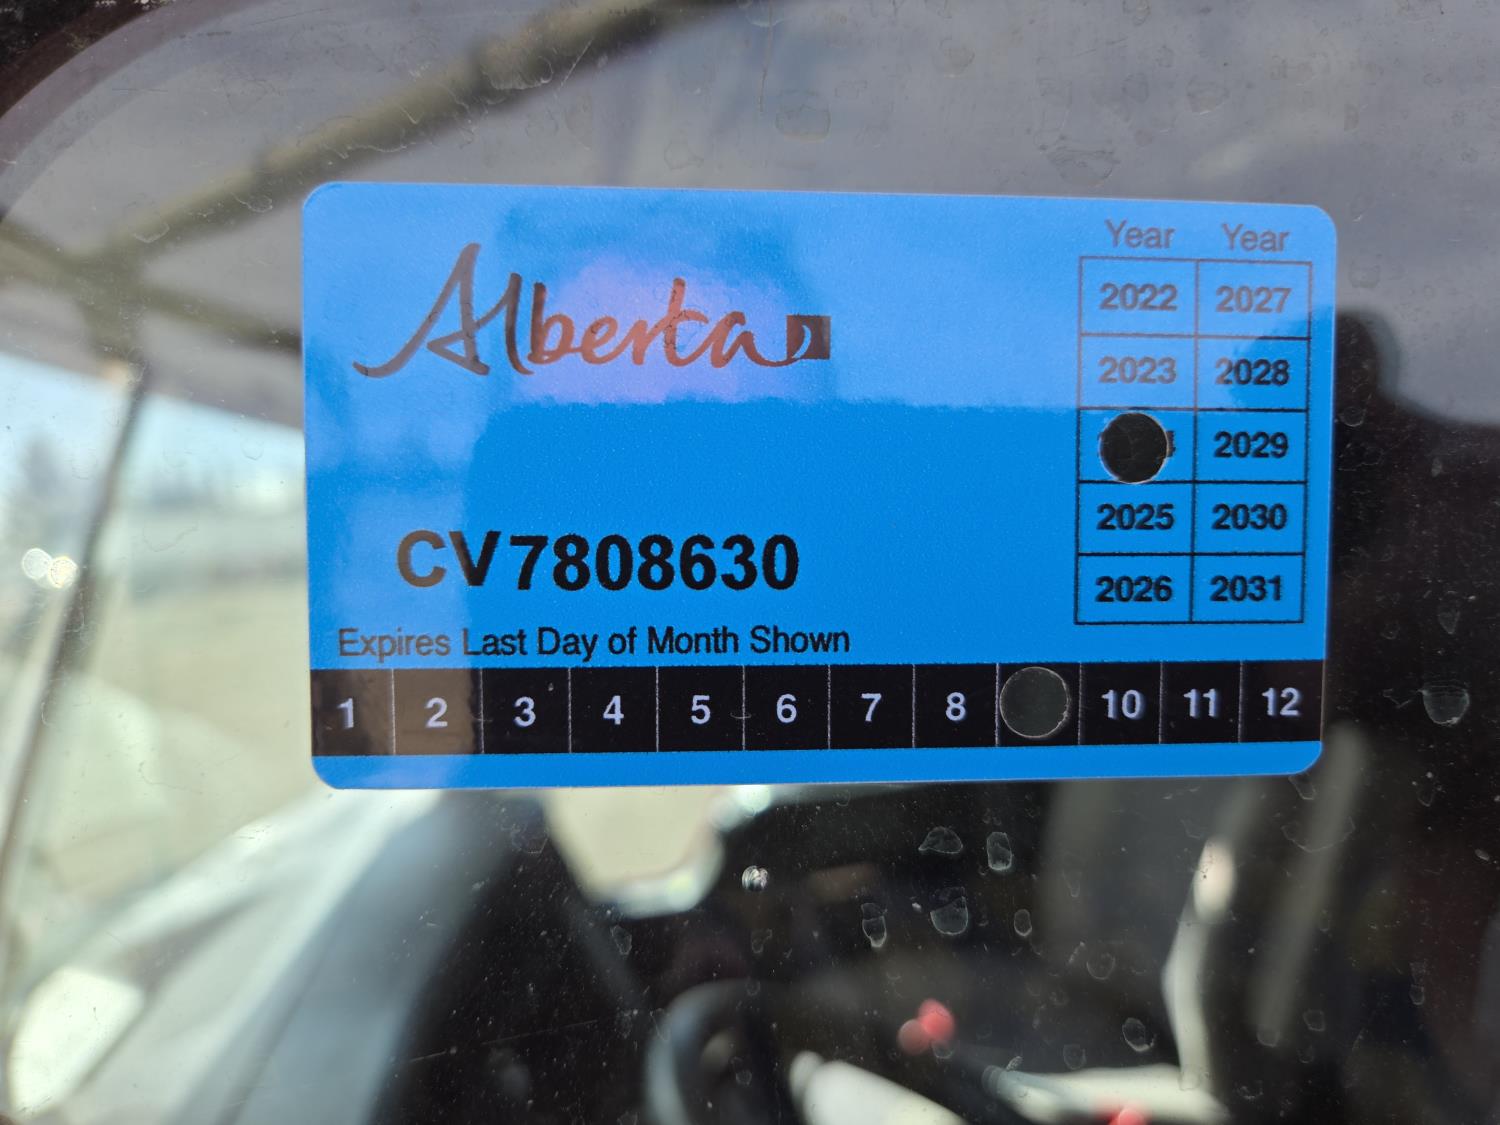 Alberta
Year Year
2022 2027
2023 2028
2029
2025 2030
2026 2031
CV7808630
Expires Last Day of Month Shown
1 2 3 4 5 6 7 8 10 11 12